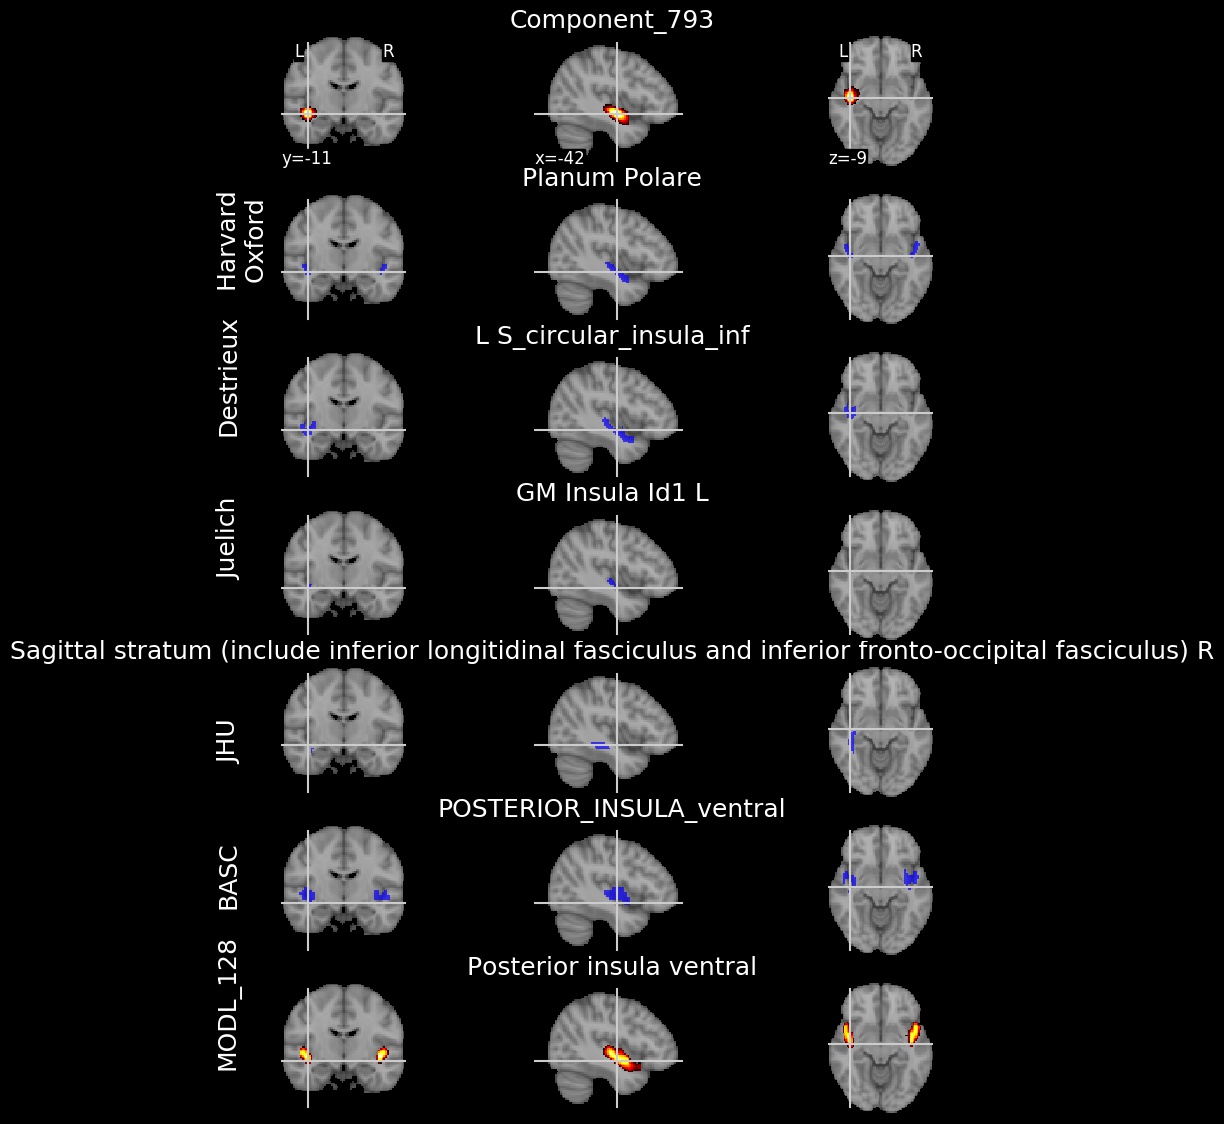 Component_793
L R
L R
y=-11
x=-42
z=-9
Planum Polare
Harvard
Oxford
L S_circular_insula_inf
Destrieux
GM Insula Id1 L
Juelich
Sagittal stratum (include inferior longitidinal fasciculus and inferior fronto-occipital fasciculus) R
JHU
POSTERIOR_INSULA_ventral
BASC
Posterior insula ventral
MODL_128